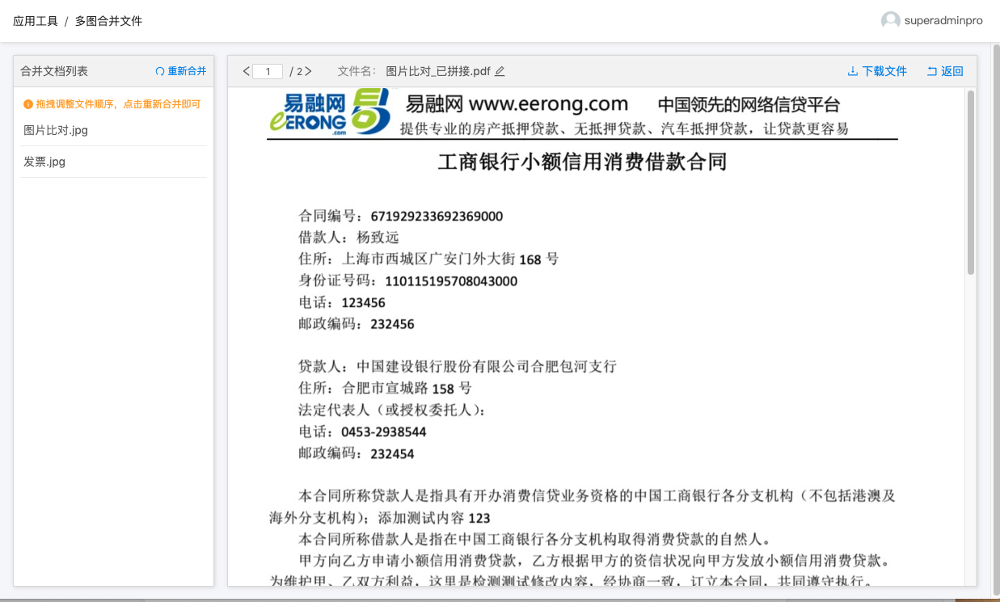 应用工具 / 多图合并文件
superadminpro
合并文档列表
重新合并
拖拽调整文件顺序，点击重新合并即可
图片比对.jpg
发票.jpg
1 / 2
文件名： 图片比对_已拼接.pdf
下载文件
返回
易融网
eERONG
.com
易融网 www.eerong.com 中国领先的网络信贷平台
提供专业的房产抵押贷款、无抵押贷款、汽车抵押贷款，让贷款更容易
工商银行小额信用消费借款合同
合同编号：671929233692369000
借款人：杨致远
住所：上海市西城区广安门外大街 168 号
身份证号码：110115195708043000
电话：123456
邮政编码：232456
贷款人：中国建设银行股份有限公司合肥包河支行
住所：合肥市宣城路 158 号
法定代表人（或授权委托人）：
电话：0453-2938544
邮政编码：232454
本合同所称贷款人是指具有开办消费信贷业务资格的中国工商银行各分支机构（不包括港澳及
海外分支机构）；添加测试内容 123
本合同所称借款人是指在中国工商银行各分支机构取得消费贷款的自然人。
甲方向乙方申请小额信用消费贷款，乙方根据甲方的资信状况向甲方发放小额信用消费贷款。
为维护甲、乙双方利益，这里是检测测试修改内容，经协商一致，订立本合同，共同遵守执行。